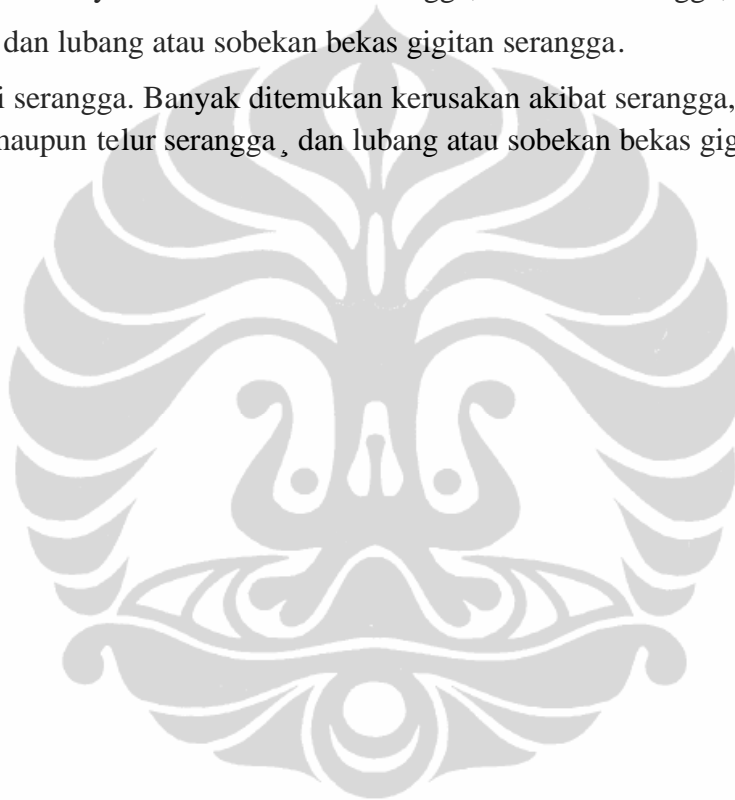 dan lubang atau sobekan bekas gigitan serangga.
i serangga. Banyak ditemukan kerusakan akibat serangga,
maupun telur serangga¸ dan lubang atau sobekan bekas gig